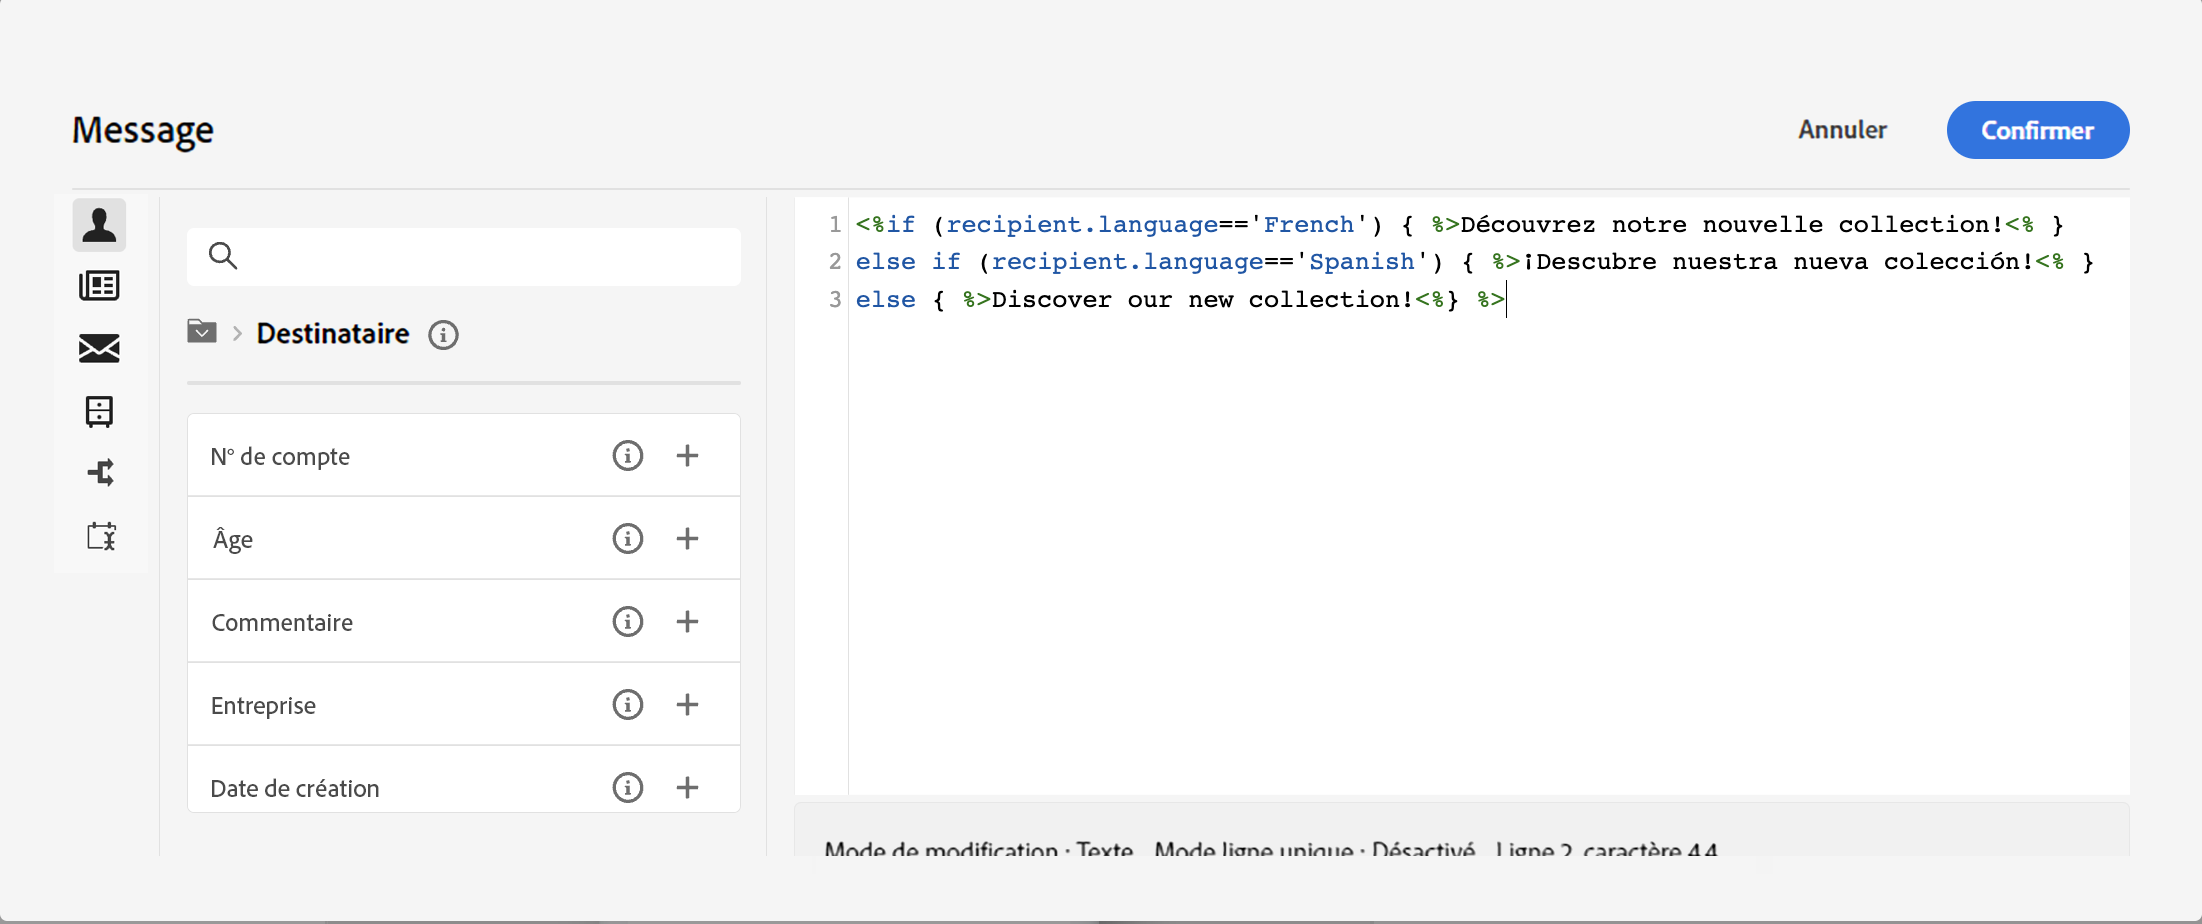 Message
Annuler
Confirmer
Destinataire
N° de compte
Âge
Commentaire
Entreprise
Date de création
1 <%if (recipient.language=='French') { %>Découvrez notre nouvelle collection!<% }
2 else if (recipient.language=='Spanish') { %>¡Descubre nuestra nueva colección!<% }
3 else { %>Discover our new collection!<%} %>
Mode de modification : Texte Mode ligne unique : Désactivé Ligne 2, caractère 44